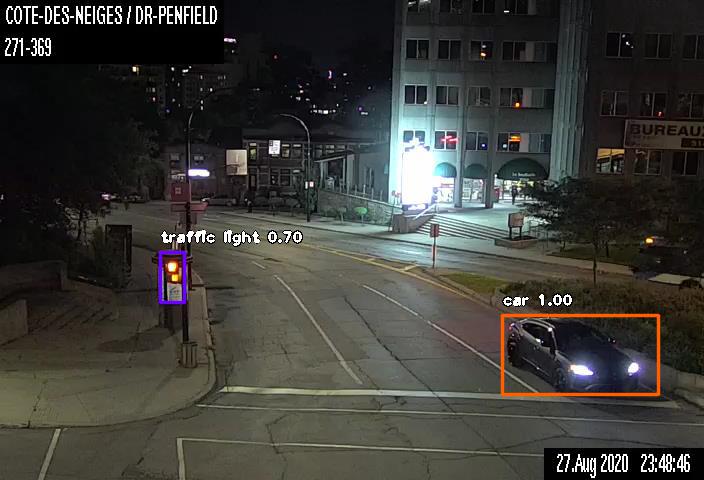 COTE-DES-NEIGES / DR-PENFIELD
271-369
BUREAUX
traffic light 0.70
car 1.00
27.Aug 2020 23:48:46